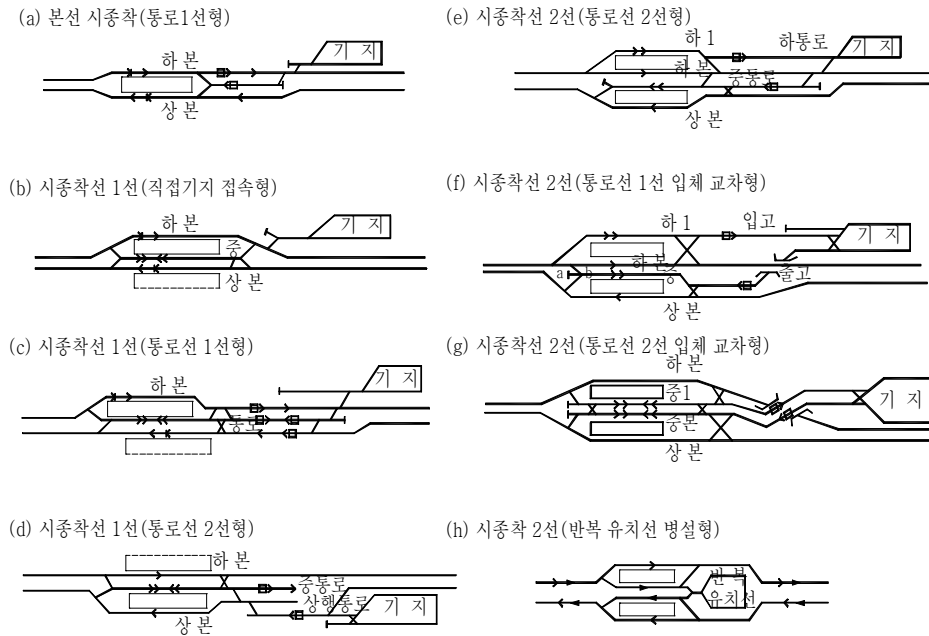 (a) 본선 시종착(통로1선형)
하 본
기 지
상 본
(b) 시종착선 1선(직접기지 접속형)
하 본
기 지
중
상 본
(c) 시종착선 1선(통로선 1선형)
하 본
기 지
통로
(d) 시종착선 1선(통로선 2선형)
하 본
중통로
상행통로
기 지
상 본
(e) 시종착선 2선(통로선 2선형)
하 1
하통로
기 지
하 본
중통로
상 본
(f) 시종착선 2선(통로선 1선 입체 교차형)
하 1
입고
기 지
하 본
a
b
중
출고
상 본
(g) 시종착선 2선(통로선 2선 입체 교차형)
하 본
중1
기 지
중본
상 본
(h) 시종착 2선(반복 유치선 병설형)
반 복
유치선